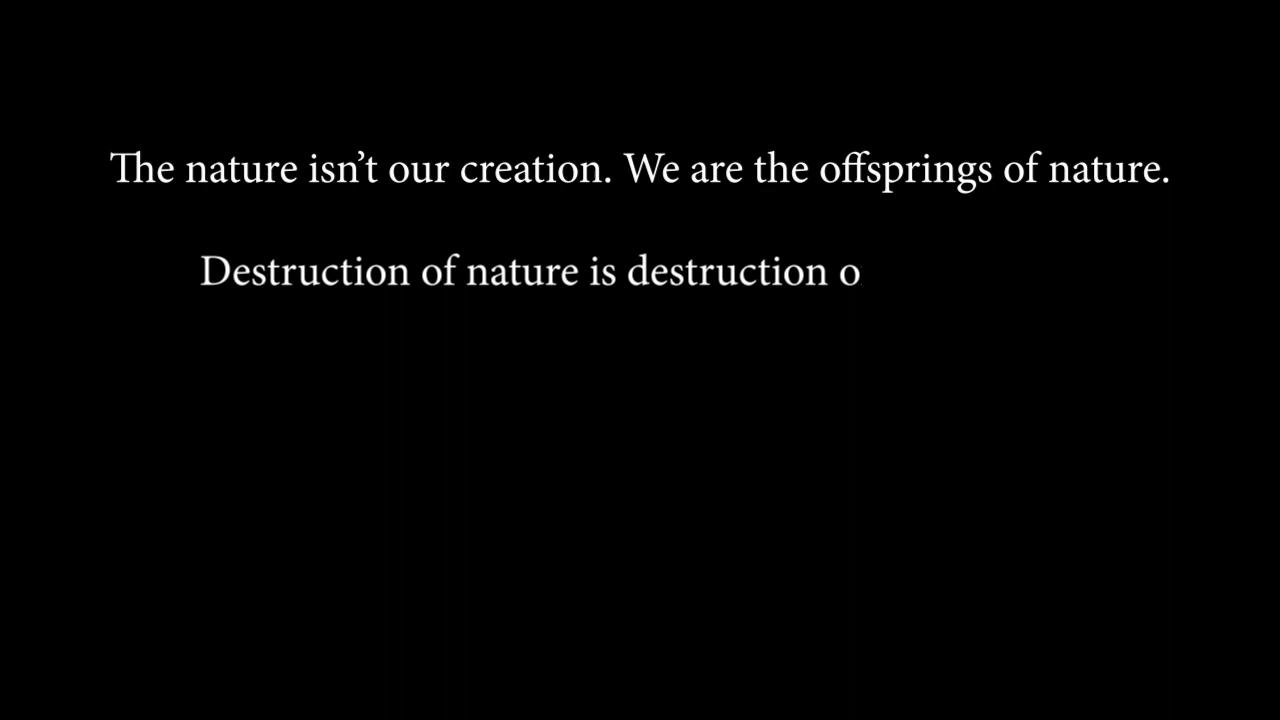 The nature isn’t our creation. We are the offsprings of nature.
Destruction of nature is destruction o